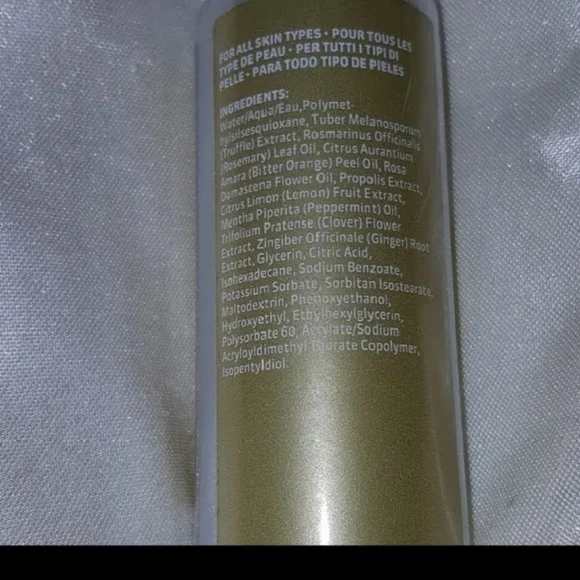 FOR ALL SKIN TYPES • POUR TOUS LES
TYPE DE PEAU • PER TUTTI I TIPI DI
PELLE • PARA TODO TIPO DE PIELES
INGREDIENTS:
Water/Aqua/Eau,Polymet-
hylsilsesquioxane, Tuber Melanosporum
(Truffle) Extract, Rosmarinus Officinalis
(Rosemary) Leaf Oil, Citrus Aurantium
Amara (Bitter Orange) Peel Oil, Rosa
Damascena Flower Oil, Propolis Extract,
Citrus Limon (Lemon) Fruit Extract,
Mentha Piperita (Peppermint) Oil,
Trifolium Pratense (Clover) Flower
Extract, Zingiber Officinale (Ginger) Root
Extract, Glycerin, Citric Acid,
Isohexadecane, Sodium Benzoate,
Potassium Sorbate, Sorbitan Isostearate,
Maltodextrin, Phenoxyethanol,
Hydroxyethyl, Ethylhexylglycerin,
Polysorbate 60, Acrylate/Sodium
Acryloyldimethyl Taurate Copolymer,
Isopentyldiol.